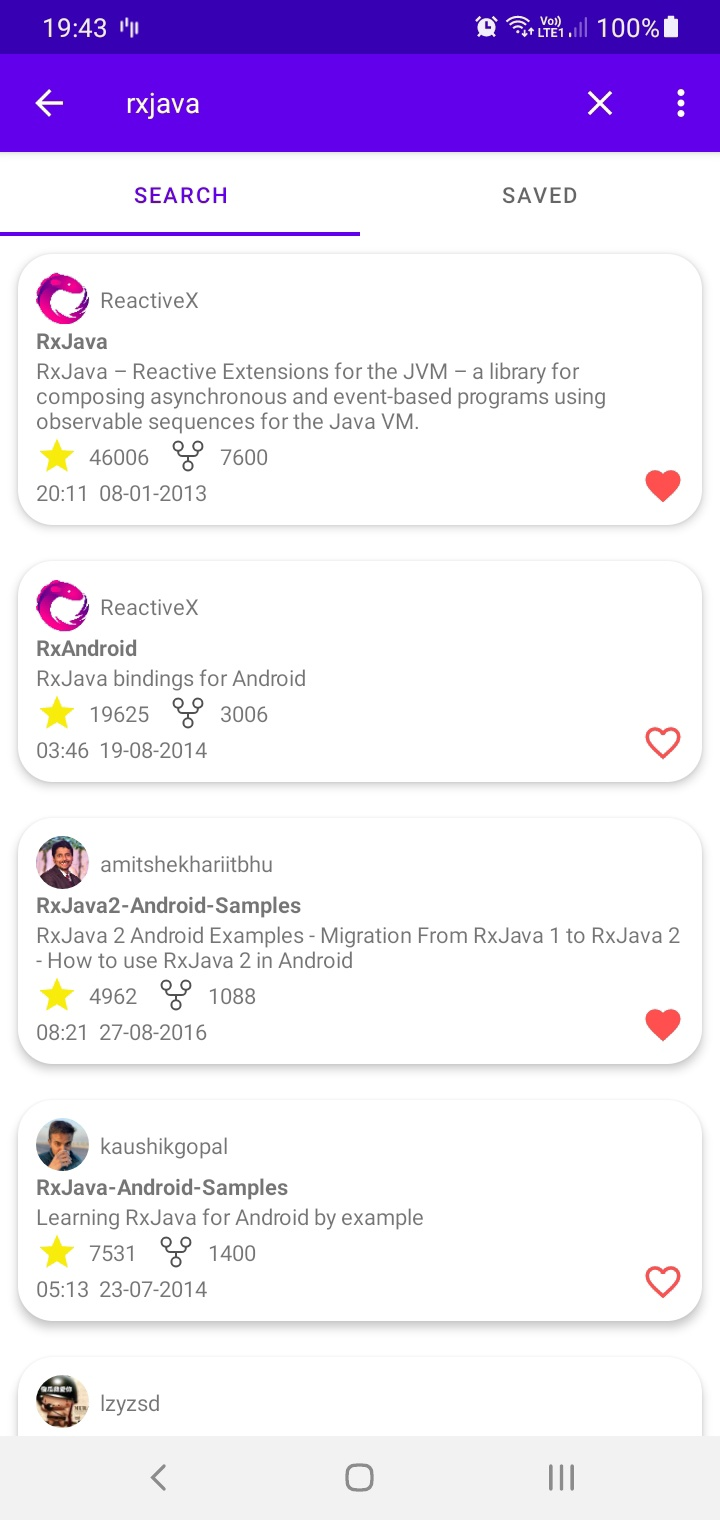 19:43 Vo)) LTE1 100%
rxjava
SEARCH SAVED
ReactiveX
RxJava
RxJava – Reactive Extensions for the JVM – a library for
composing asynchronous and event-based programs using
observable sequences for the Java VM.
46006 7600
20:11 08-01-2013
ReactiveX
RxAndroid
RxJava bindings for Android
19625 3006
03:46 19-08-2014
amitshekhariitbhu
RxJava2-Android-Samples
RxJava 2 Android Examples - Migration From RxJava 1 to RxJava 2
- How to use RxJava 2 in Android
4962 1088
08:21 27-08-2016
kaushikgopal
RxJava-Android-Samples
Learning RxJava for Android by example
7531 1400
05:13 23-07-2014
lzyzsd